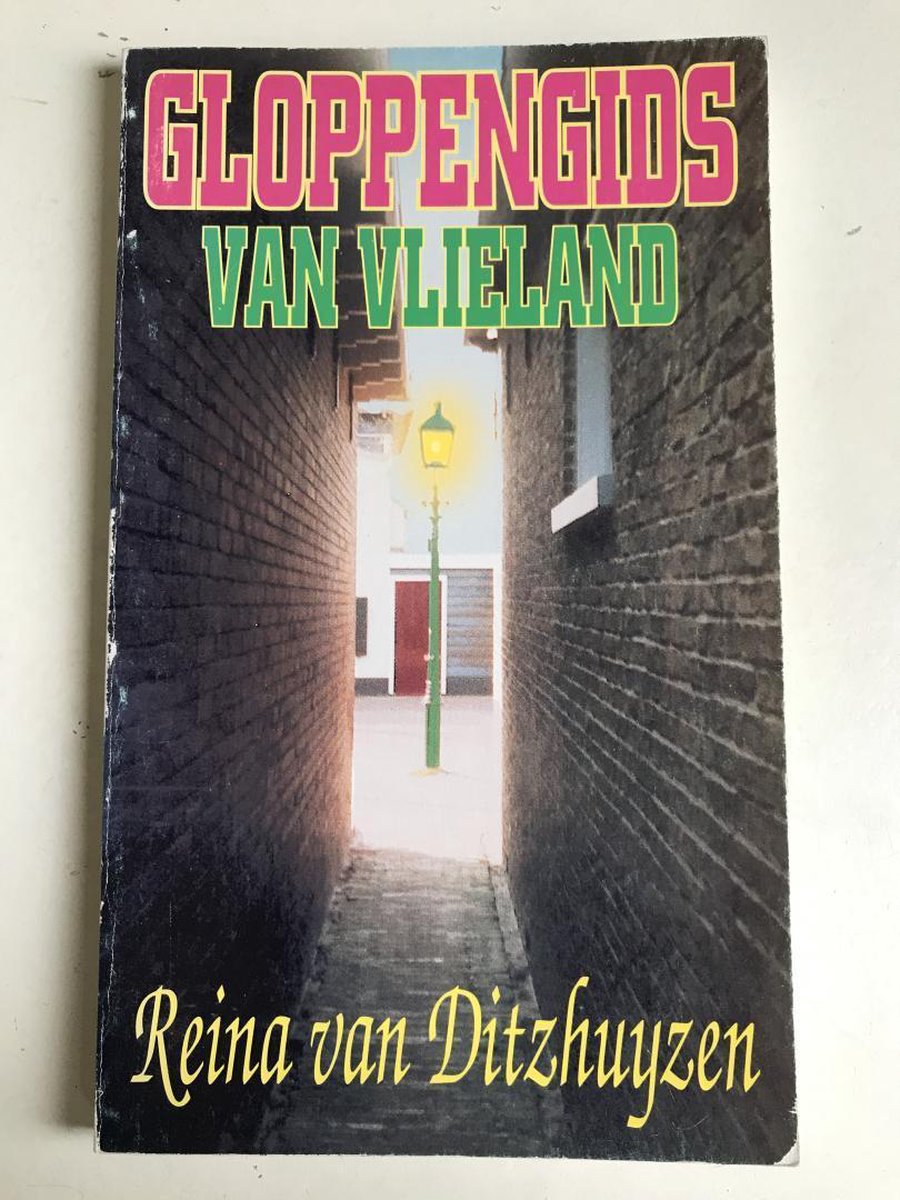 GLOPPENGIDS
VAN VLIELAND
Reina van Ditzhuyzen